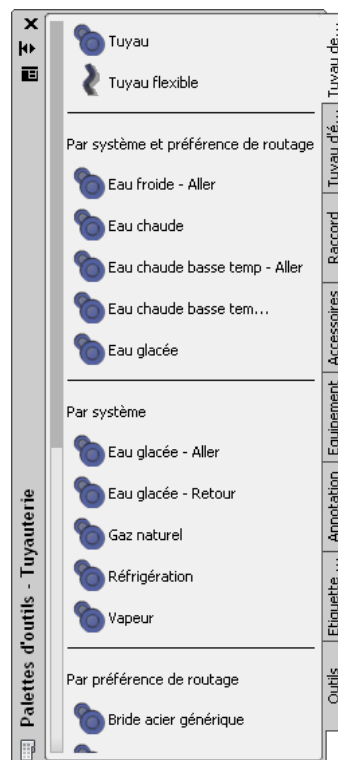 Tuyau
Tuyau flexible
Par système et préférence de routage
Eau froide - Aller
Eau chaude
Eau chaude basse temp - Aller
Eau chaude basse tem...
Eau glacée
Par système
Eau glacée - Aller
Eau glacée - Retour
Gaz naturel
Réfrigération
Vapeur
Par préférence de routage
Bride acier générique
Tuyau de...
Tuyau d'é...
Raccord
Accessoires
Equipement
Annotation
Etiquette ...
Outils
Palettes d'outils - Tuyauterie